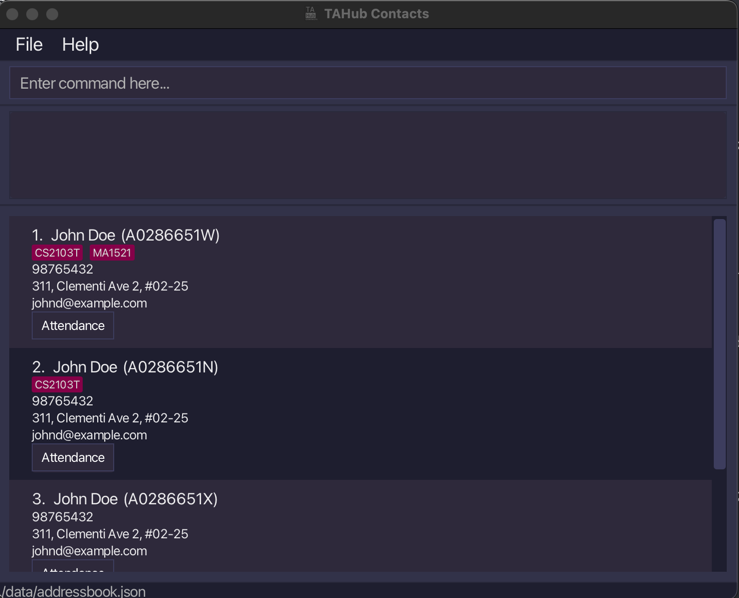 TAHub Contacts
File Help
Enter command here...
1. John Doe (A0286651W)
CS2103T MA1521
98765432
311, Clementi Ave 2, #02-25
johnd@example.com
Attendance
2. John Doe (A0286651N)
CS2103T
98765432
311, Clementi Ave 2, #02-25
johnd@example.com
Attendance
3. John Doe (A0286651X)
98765432
311, Clementi Ave 2, #02-25
johnd@example.com
Attendance
./data/addressbook.json